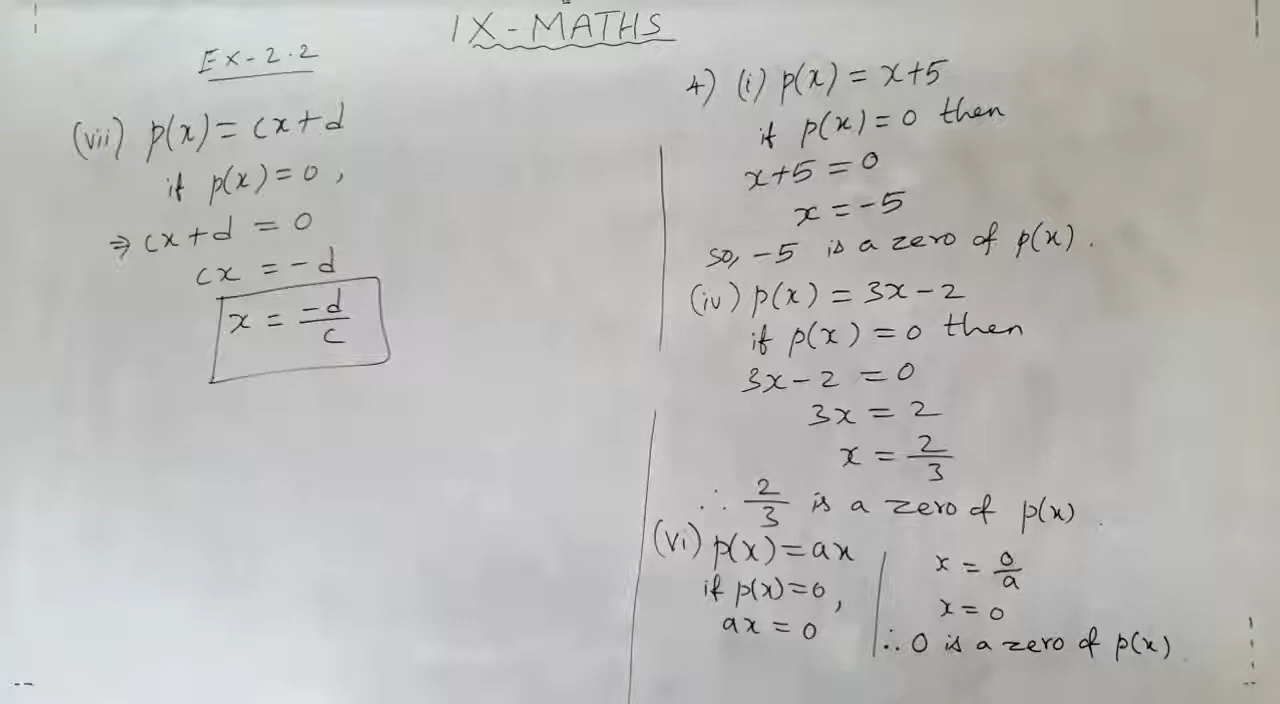 IX-MATHS
EX-2.2
(vii) p(x) = cx+d
if p(x)=0,
⇒ cx+d = 0
cx = -d
x = -d/c
4) (i) p(x) = x+5
if p(x)=0 then
x+5 = 0
x = -5
so, -5 is a zero of p(x).
(iv) p(x) = 3x-2
if p(x)=0 then
3x-2 = 0
3x = 2
x = 2/3
∴ 2/3 is a zero of p(x).
(vi) p(x) = ax
if p(x)=0,
ax = 0
x = 0/a
x = 0
∴ 0 is a zero of p(x)